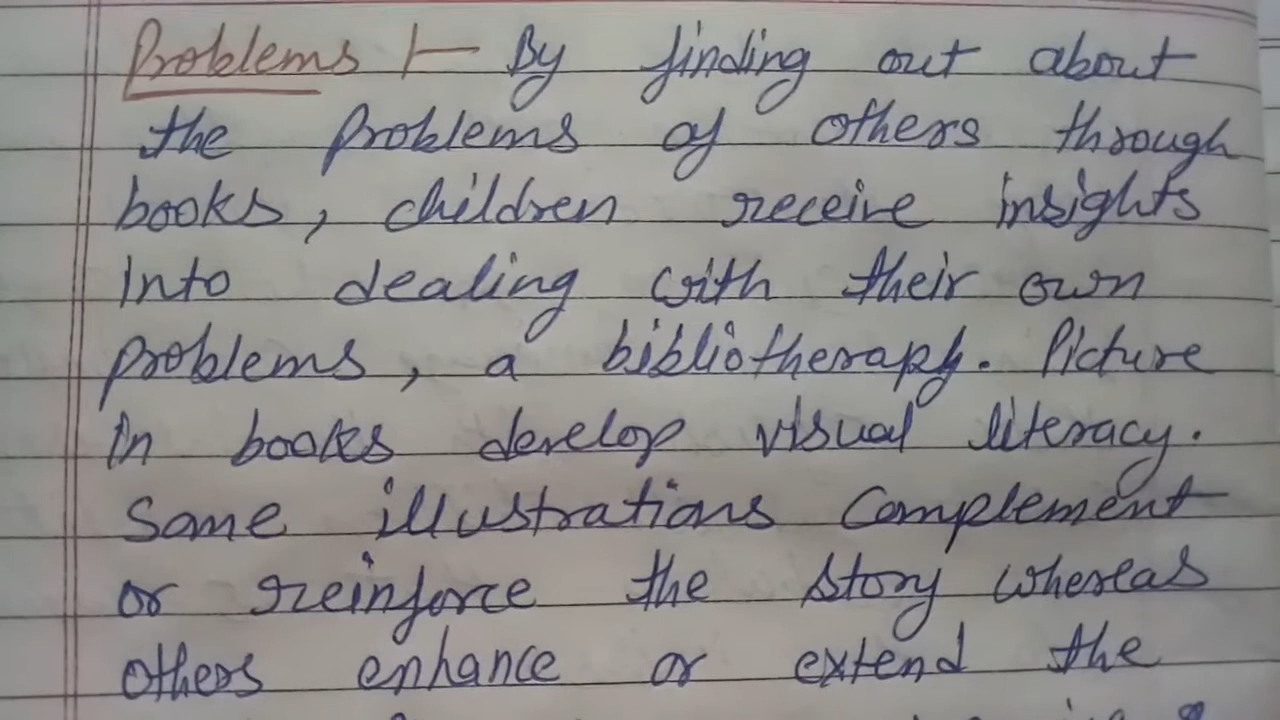 Problems :- By finding out about
the problems of others through
books, children receive insights
into dealing with their own
problems, a bibliotherapy. Picture
in books develop visual literacy.
Some illustrations Complement
or reinforce the story whereas
others enhance or extend the